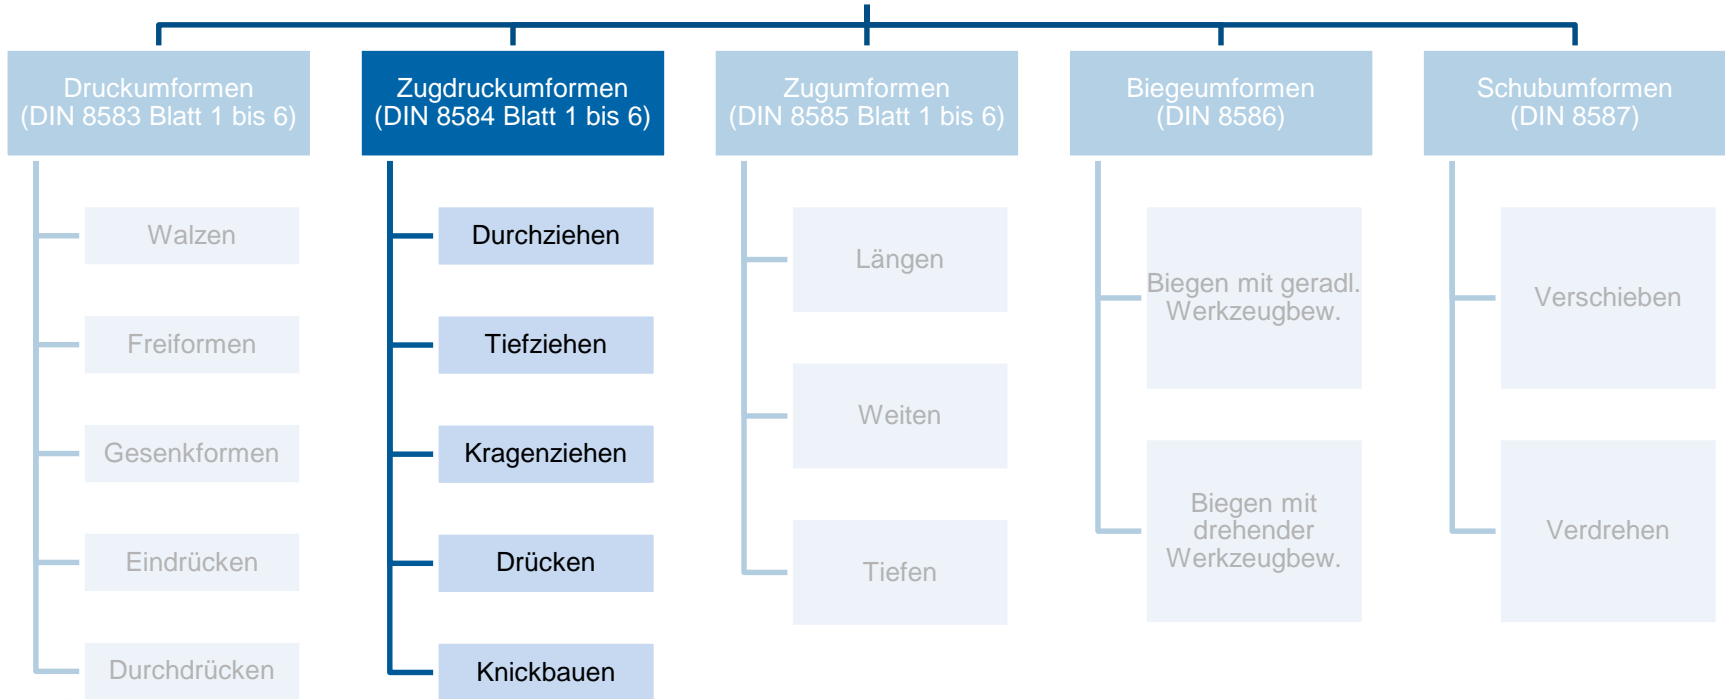 Druckumformen
(DIN 8583 Blatt 1 bis 6)
Zugdruckumformen
(DIN 8584 Blatt 1 bis 6)
Zugumformen
(DIN 8585 Blatt 1 bis 6)
Biegeumformen
(DIN 8586)
Schubumformen
(DIN 8587)
Walzen
Freiformen
Gesenkformen
Eindrücken
Durchdrücken
Durchziehen
Tiefziehen
Kragenziehen
Drücken
Knickbauen
Längen
Weiten
Tiefen
Biegen mit geradl.
Werkzeugbew.
Biegen mit
drehender
Werkzeugbew.
Verschieben
Verdrehen